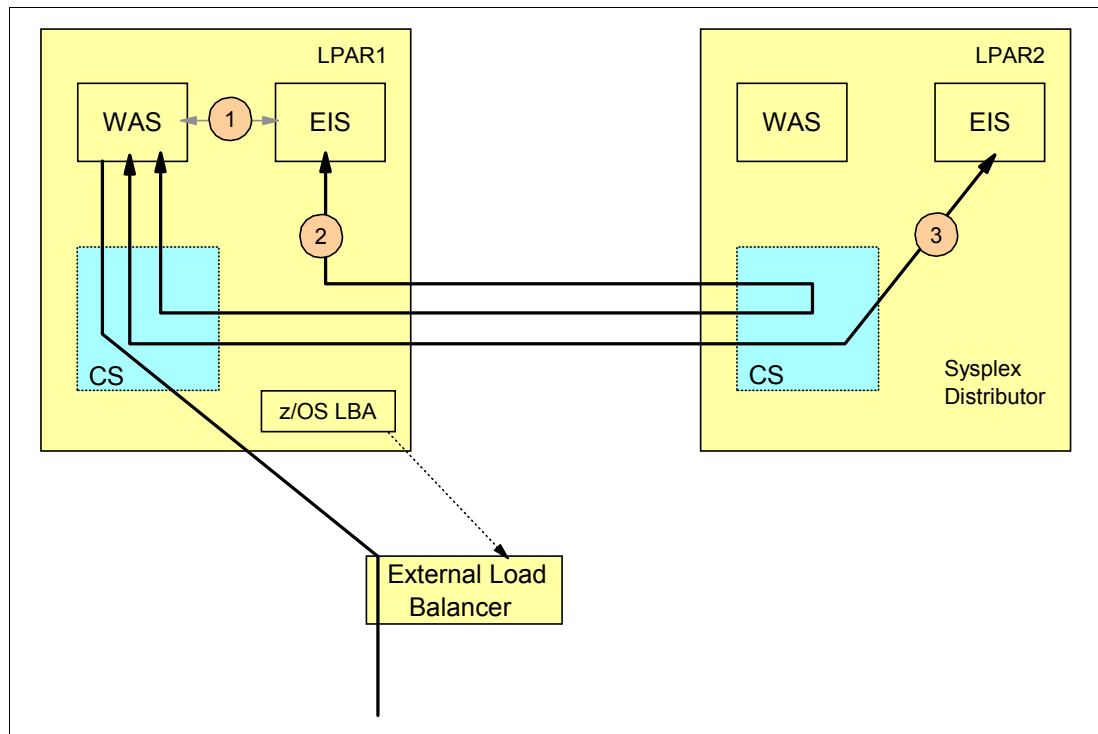 LPAR1
LPAR2
WAS
1
EIS
WAS
EIS
2
3
CS
CS
Sysplex
Distributor
z/OS LBA
External Load
Balancer